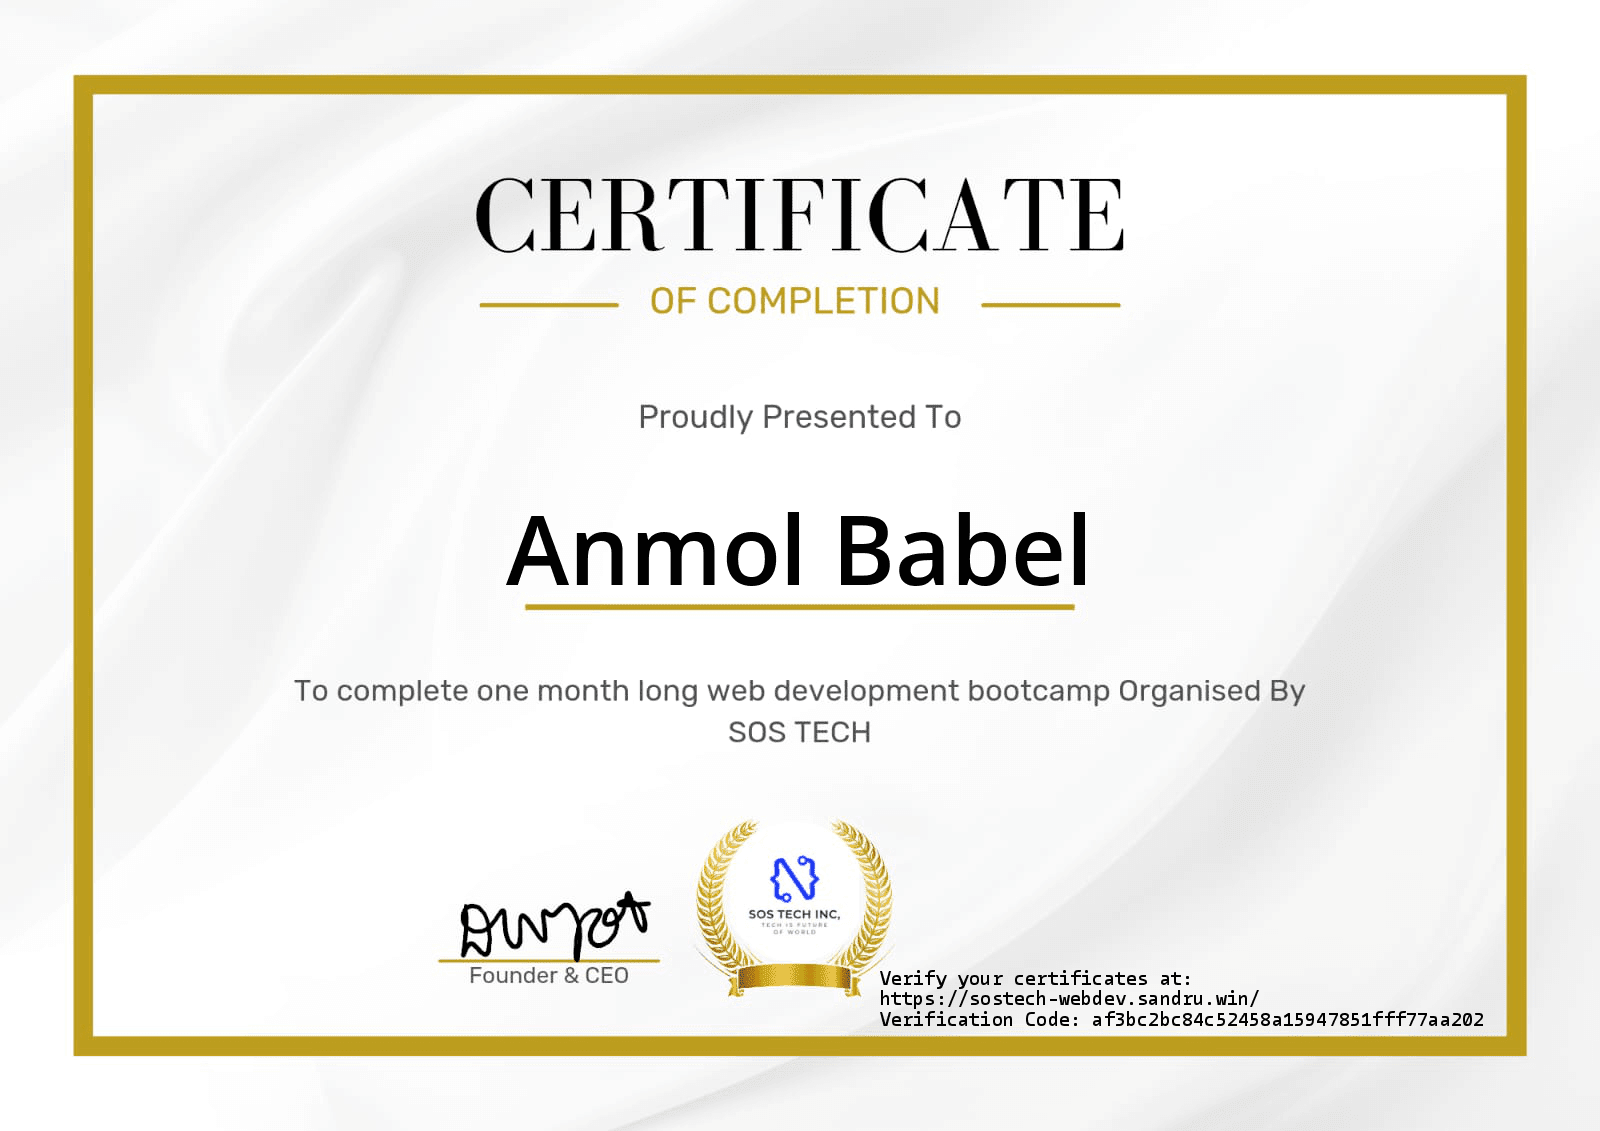 CERTIFICATE
OF COMPLETION
Proudly Presented To
Anmol Babel
To complete one month long web development bootcamp Organised By
SOS TECH
SOS TECH INC,
TECH IS FUTURE
OF WORLD
Founder & CEO
Verify your certificates at:
https://sostech-webdev.sandru.win/
Verification Code: af3bc2bc84c52458a15947851fff77aa202